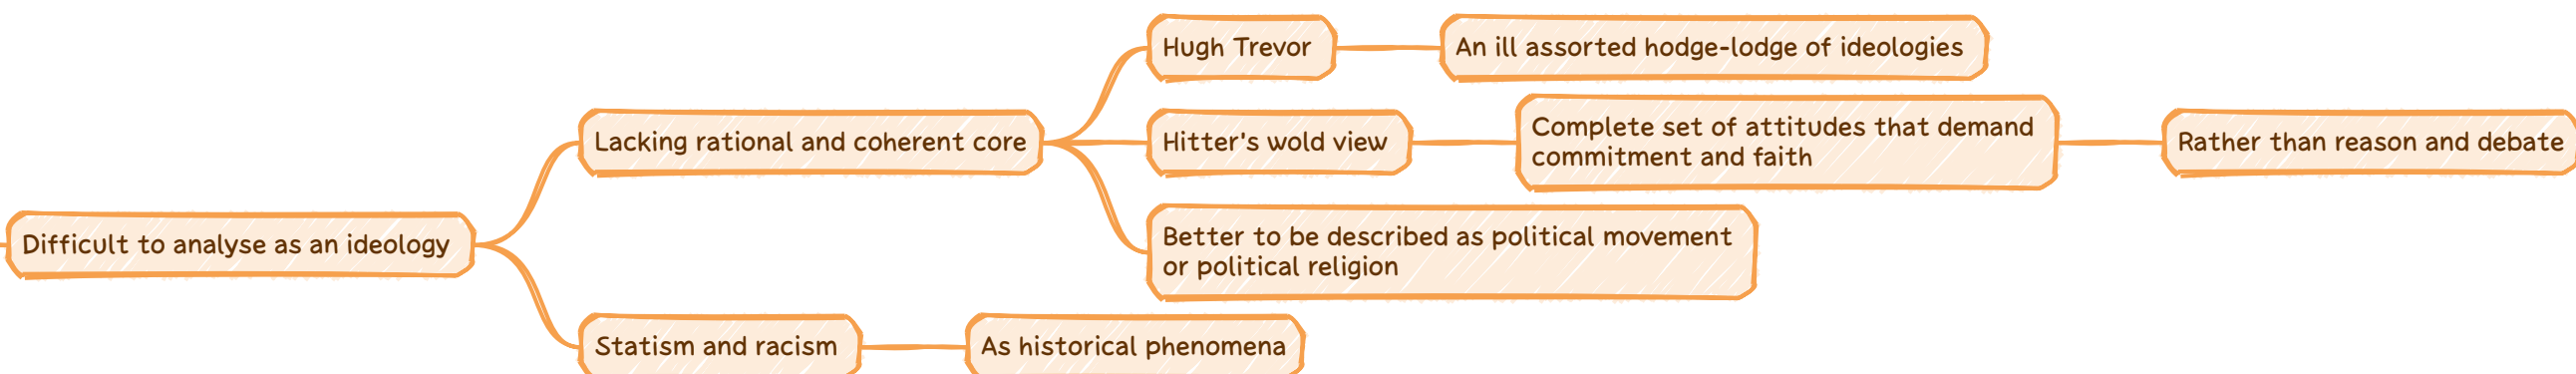 Hugh Trevor
An ill assorted hodge-lodge of ideologies
Lacking rational and coherent core
Hitter's wold view
Complete set of attitudes that demand
commitment and faith
Rather than reason and debate
Difficult to analyse as an ideology
Better to be described as political movement
or political religion
Statism and racism
As historical phenomena